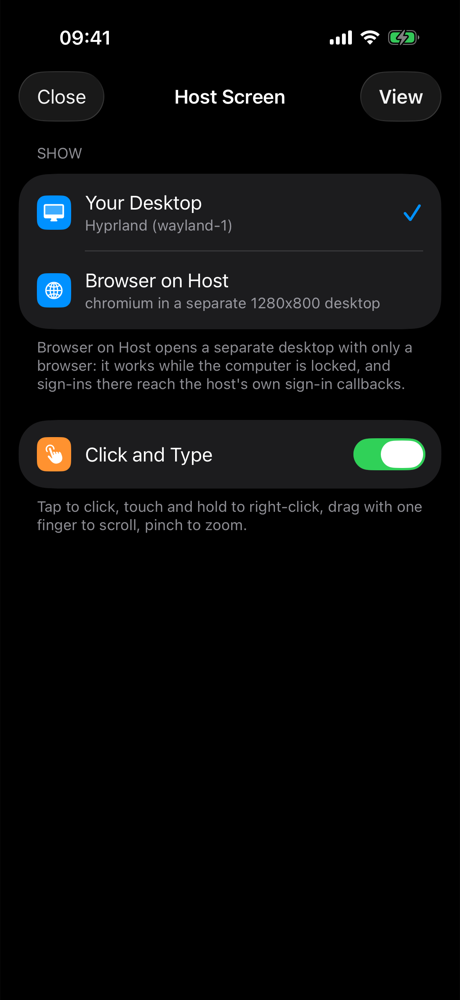 09:41
Close
Host Screen
View
SHOW
Your Desktop
Hyprland (wayland-1)
Browser on Host
chromium in a separate 1280x800 desktop
Browser on Host opens a separate desktop with only a
browser: it works while the computer is locked, and
sign-ins there reach the host's own sign-in callbacks.
Click and Type
Tap to click, touch and hold to right-click, drag with one
finger to scroll, pinch to zoom.